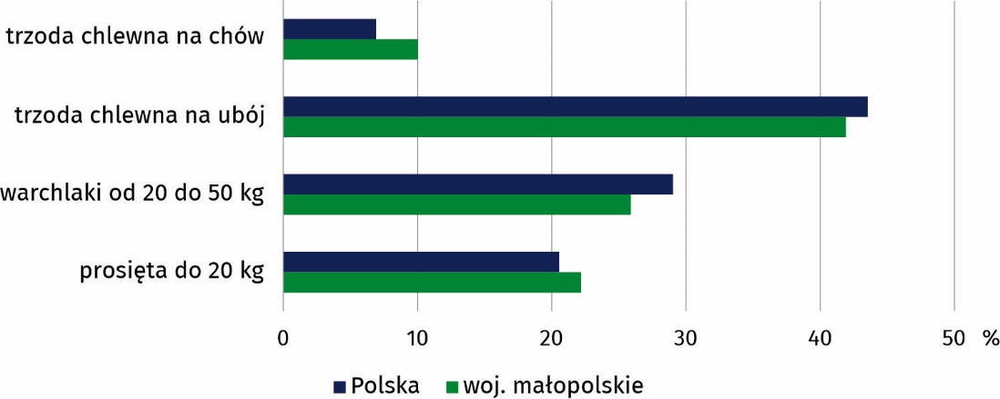 trzoda chlewna na chów
trzoda chlewna na ubój
warchlaki od 20 do 50 kg
prosięta do 20 kg
0 10 20 30 40 50 %
Polska woj. małopolskie